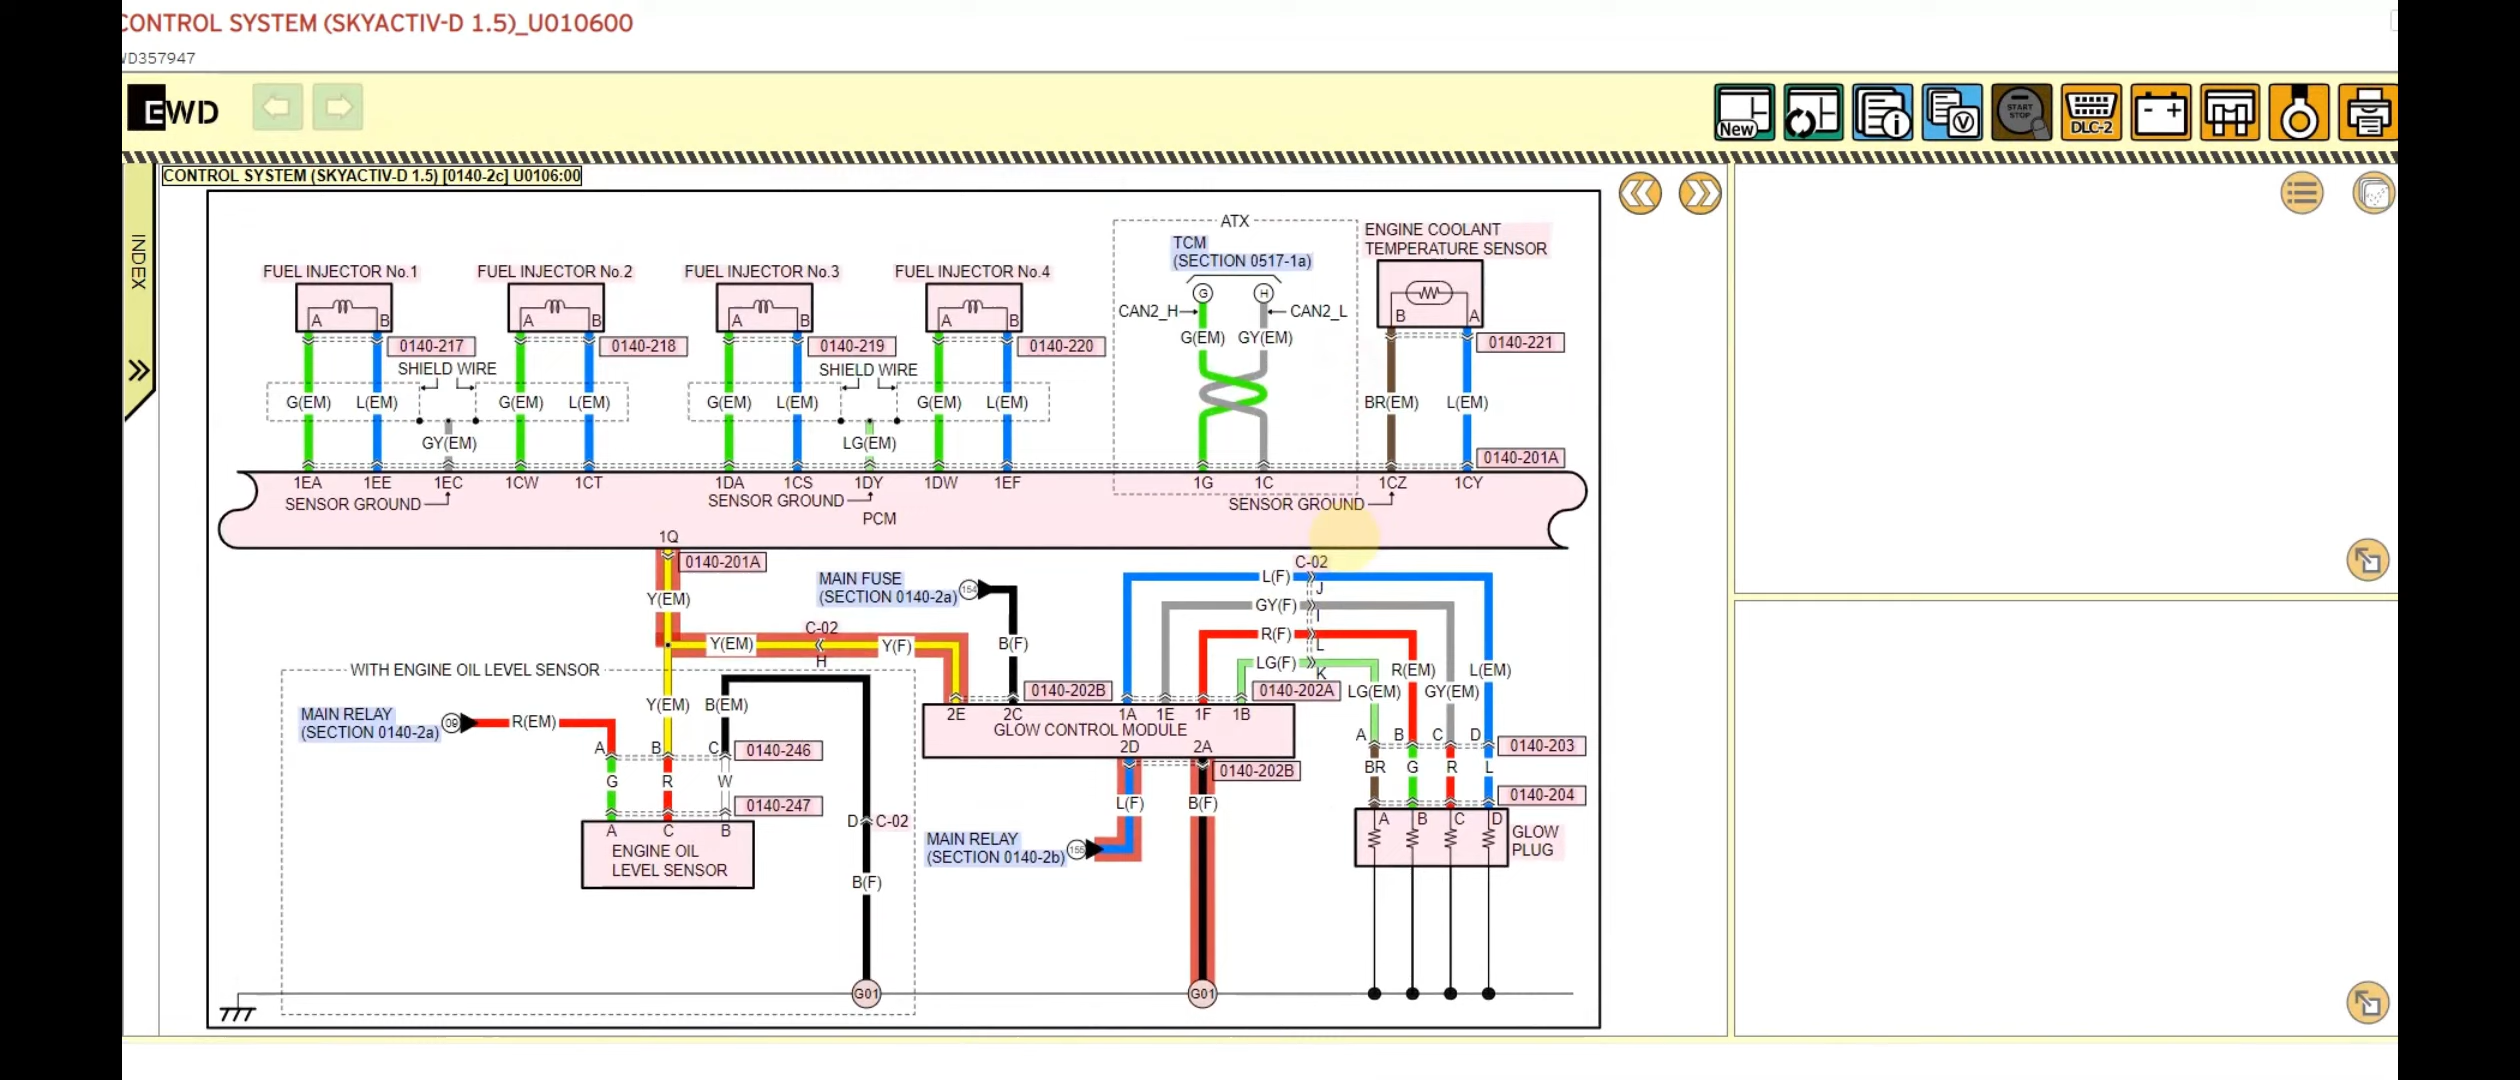 CONTROL SYSTEM (SKYACTIV-D 1.5)_U010600
WD357947
EWD
New
i
V
START STOP
DLC-2
- +
INDEX
CONTROL SYSTEM (SKYACTIV-D 1.5) [0140-2c] U0106:00
ATX
TCM
(SECTION 0517-1a)
ENGINE COOLANT
TEMPERATURE SENSOR
FUEL INJECTOR No.1 FUEL INJECTOR No.2 FUEL INJECTOR No.3 FUEL INJECTOR No.4
G H
CAN2_H CAN2_L
A B A B A B A B B A
G(EM) GY(EM)
0140-217 0140-218 0140-219 0140-220 0140-221
SHIELD WIRE SHIELD WIRE
G(EM) L(EM) G(EM) L(EM) G(EM) L(EM) G(EM) L(EM) BR(EM) L(EM)
GY(EM) LG(EM)
0140-201A
1EA 1EE 1EC 1CW 1CT 1DA 1CS 1DY 1DW 1EF 1G 1C 1CZ 1CY
SENSOR GROUND SENSOR GROUND SENSOR GROUND
PCM
1Q
0140-201A
C-02
MAIN FUSE
(SECTION 0140-2a) 154
L(F) J
Y(EM)
GY(F) I
C-02
R(F) L
Y(EM) Y(F) B(F)
H
LG(F) K
WITH ENGINE OIL LEVEL SENSOR
R(EM) L(EM)
0140-202B 0140-202A LG(EM) GY(EM)
Y(EM) B(EM)
MAIN RELAY
(SECTION 0140-2a) 09 R(EM)
2E 2C 1A 1E 1F 1B
GLOW CONTROL MODULE
2D 2A
A B C 0140-246
A B C D 0140-203
0140-202B
G R W
BR G R L
0140-247
0140-204
L(F) B(F)
A C B
D C-02
A B C D
GLOW
PLUG
ENGINE OIL
LEVEL SENSOR
MAIN RELAY
(SECTION 0140-2b) 155
B(F)
G01 G01